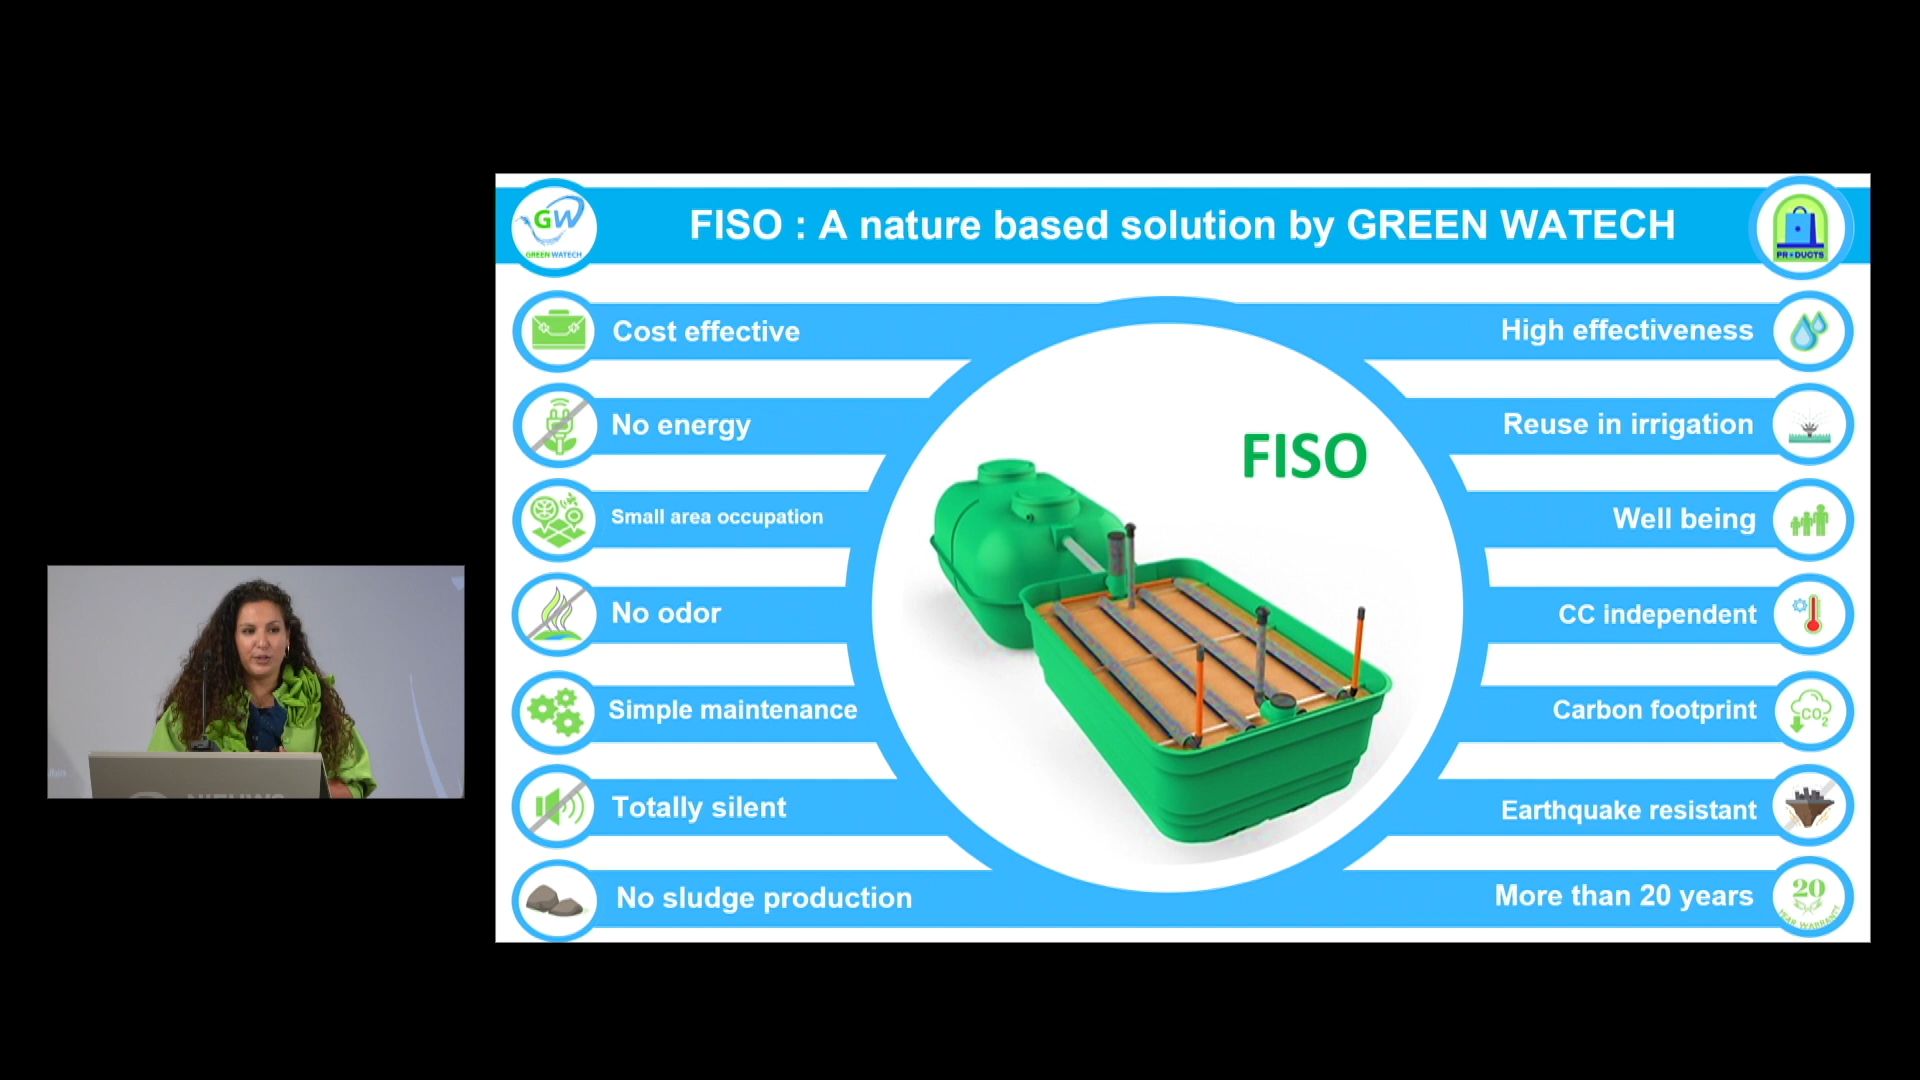 FISO : A nature based solution by GREEN WATECH
GW
GREEN WATECH
PRODUCTS
Cost effective
No energy
Small area occupation
No odor
Simple maintenance
Totally silent
No sludge production
FISO
High effectiveness
Reuse in irrigation
Well being
CC independent
Carbon footprint
CO2
Earthquake resistant
More than 20 years
20
YEAR WARRANTY